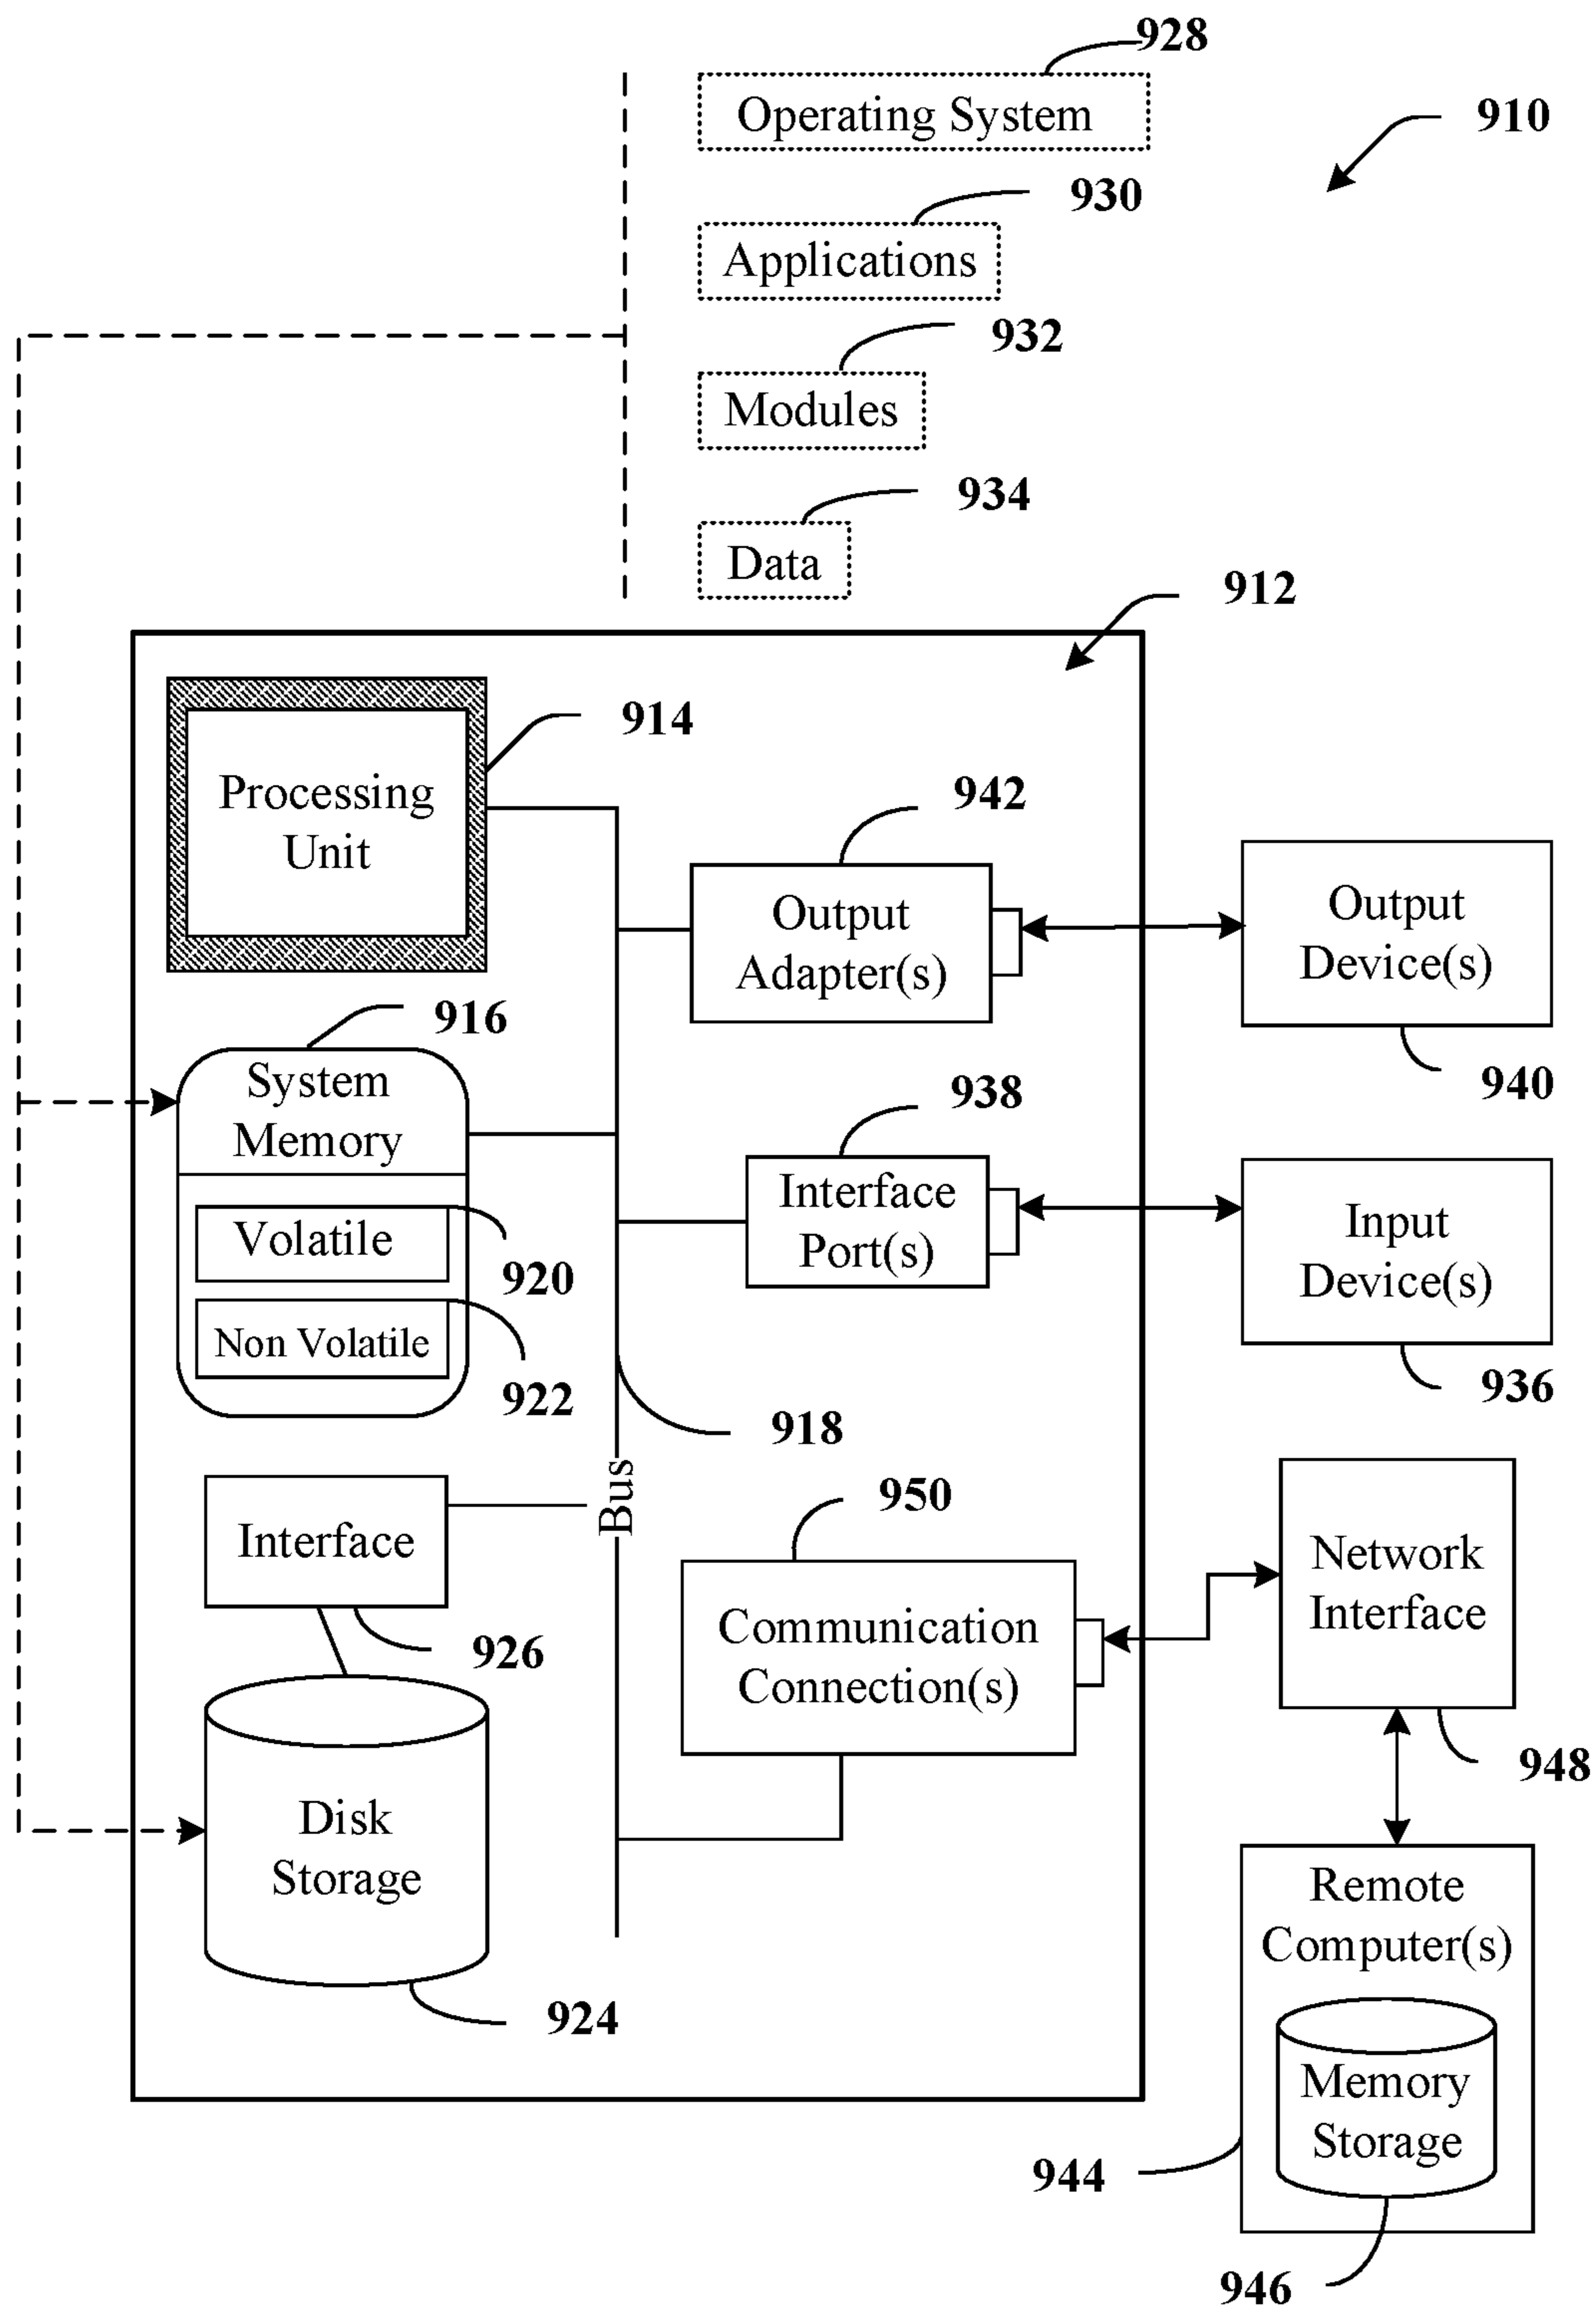 928
Operating System
910
930
Applications
932
Modules
934
Data
912
914
Processing
Unit
942
Output
Adapter(s)
Output
Device(s)
940
916
System
Memory
938
Interface
Port(s)
Input
Device(s)
936
Volatile
920
Non Volatile
922
918
Bus
950
Interface
926
Communication
Connection(s)
Network
Interface
948
Disk
Storage
924
Remote
Computer(s)
Memory
Storage
944
946